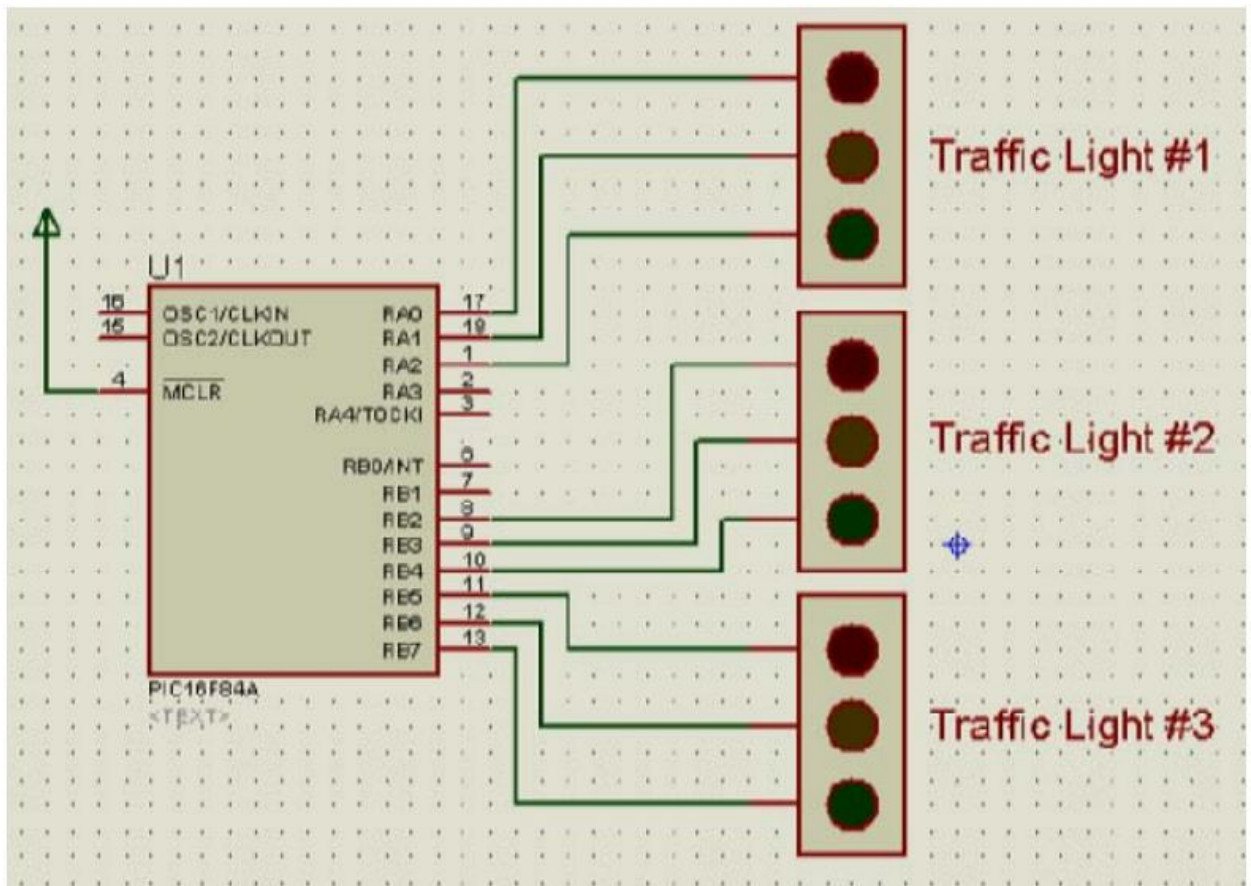 Traffic Light #1
U1
16 OSC1/CLKIN RA0 17
15 OSC2/CLKOUT RA1 18
RA2 1
4 MCLR RA3 2
RA4/T0CKI 3
RB0/INT 6
RB1 7
RB2 8
RB3 9
RB4 10
RB5 11
RB6 12
RB7 13
PIC16F84A
<TEXT>
Traffic Light #2
Traffic Light #3